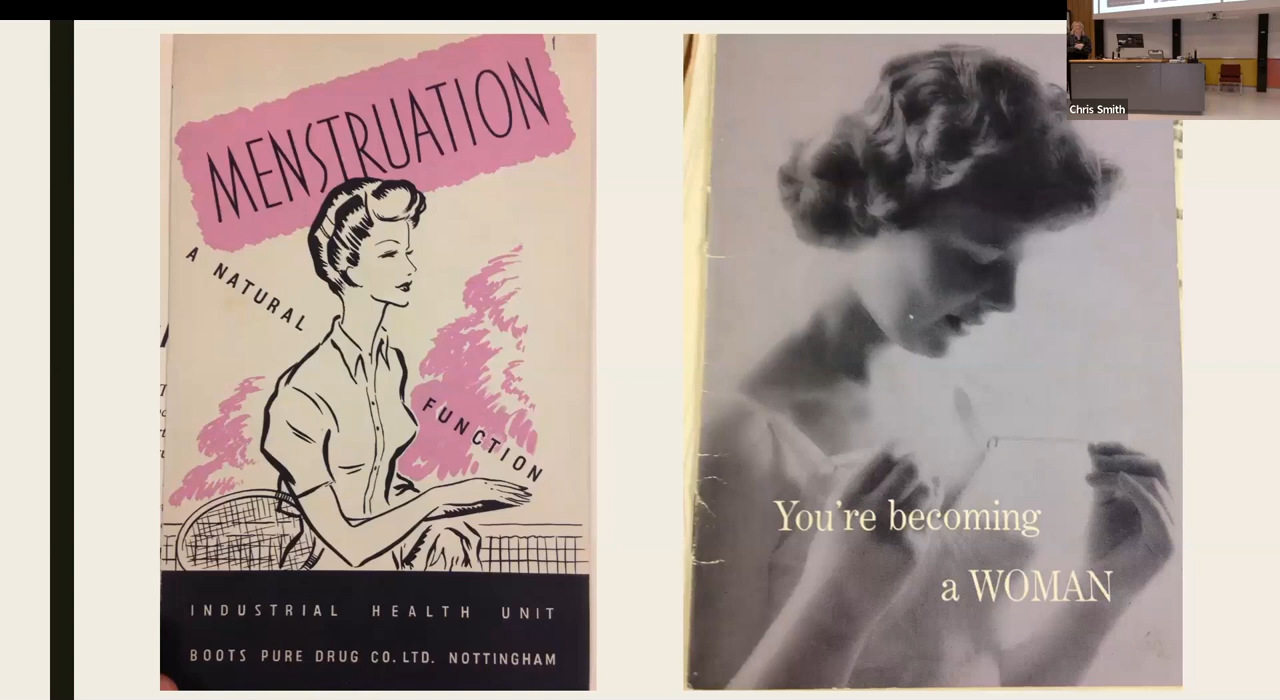 MENSTRUATION
A NATURAL
FUNCTION
INDUSTRIAL HEALTH UNIT
BOOTS PURE DRUG CO. LTD. NOTTINGHAM
You're becoming
a WOMAN
Chris Smith